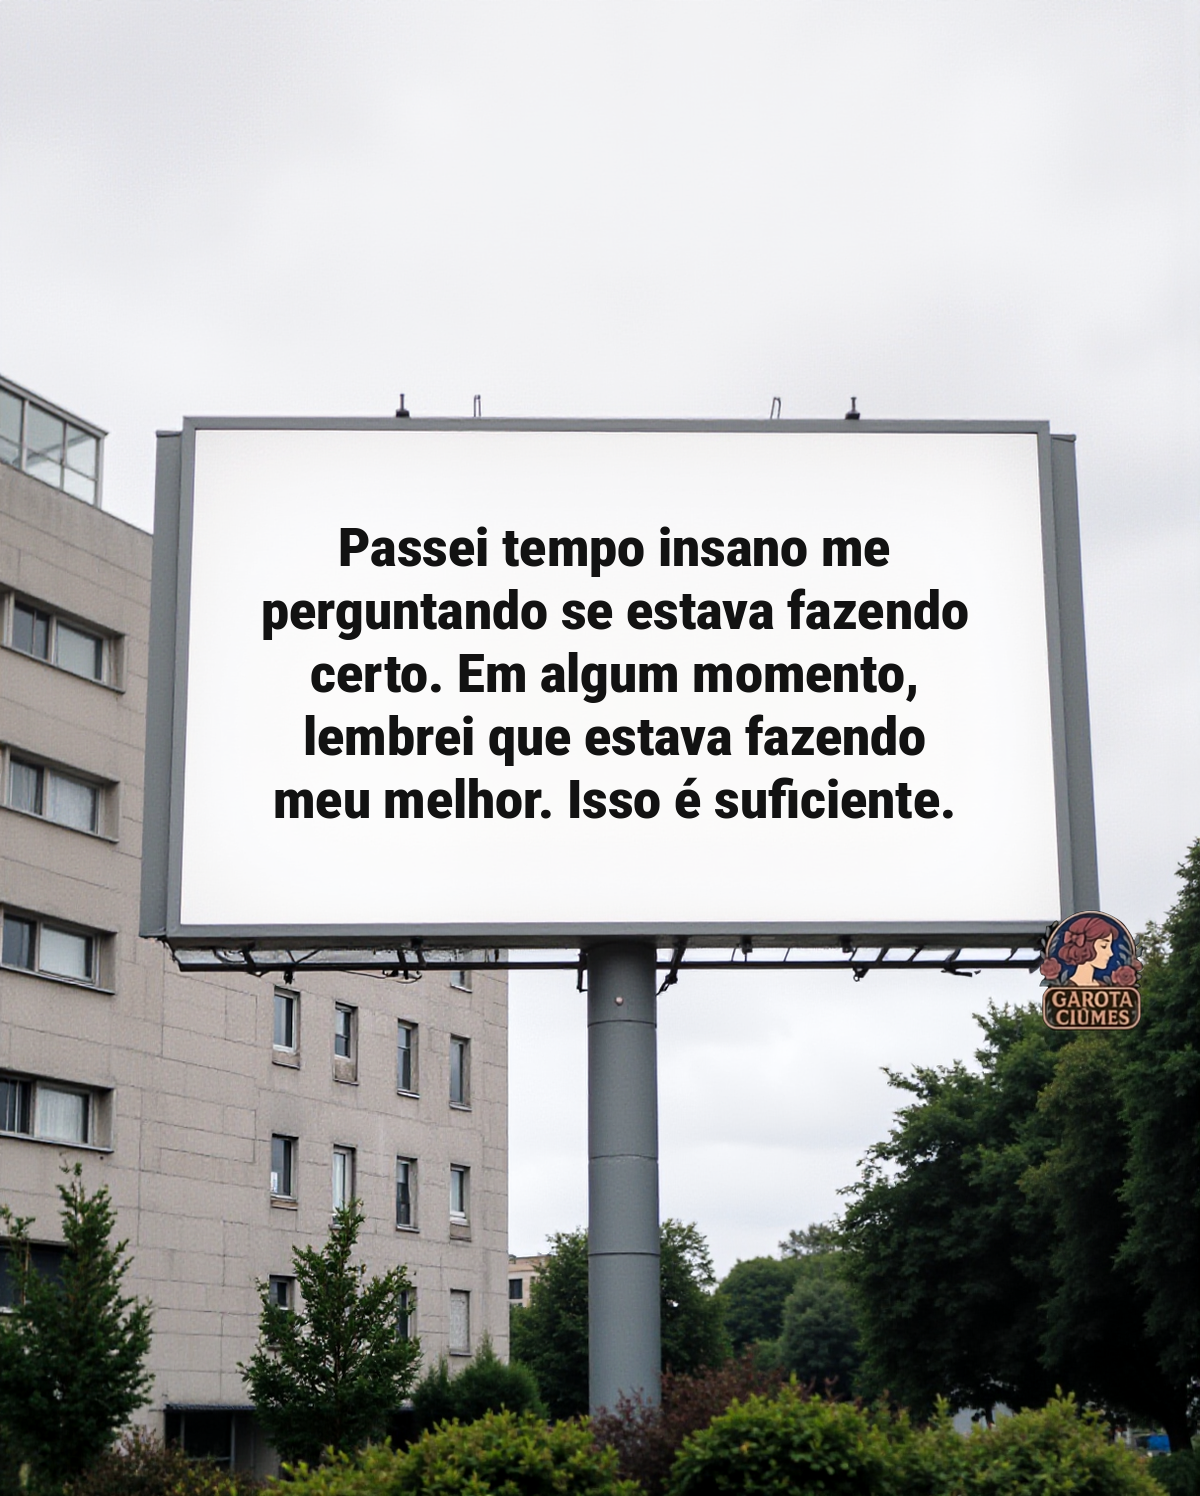 Passei tempo insano me
perguntando se estava fazendo
certo. Em algum momento,
lembrei que estava fazendo
meu melhor. Isso é suficiente.
GAROTA
CIÚMES